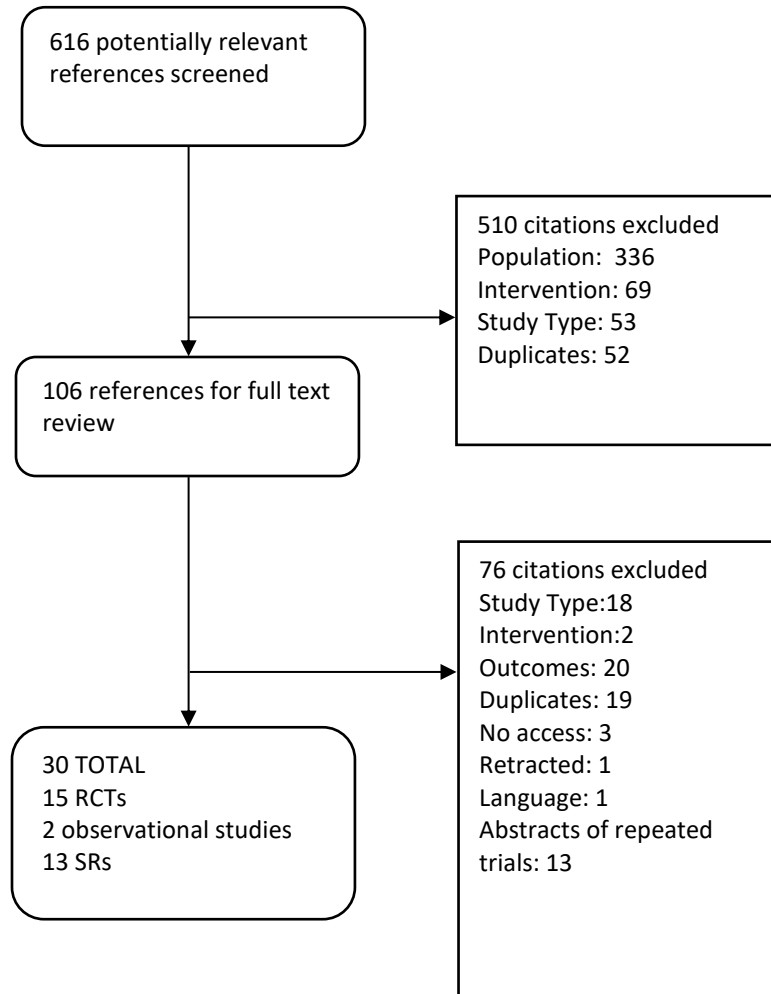 616 potentially relevant
references screened
510 citations excluded
Population:  336
Intervention: 69
Study Type: 53
Duplicates: 52
106 references for full text
review
76 citations excluded
Study Type:18
Intervention:2
Outcomes: 20
Duplicates: 19
No access: 3
Retracted: 1
Language: 1
Abstracts of repeated
trials: 13
30 TOTAL
15 RCTs
2 observational studies
13 SRs